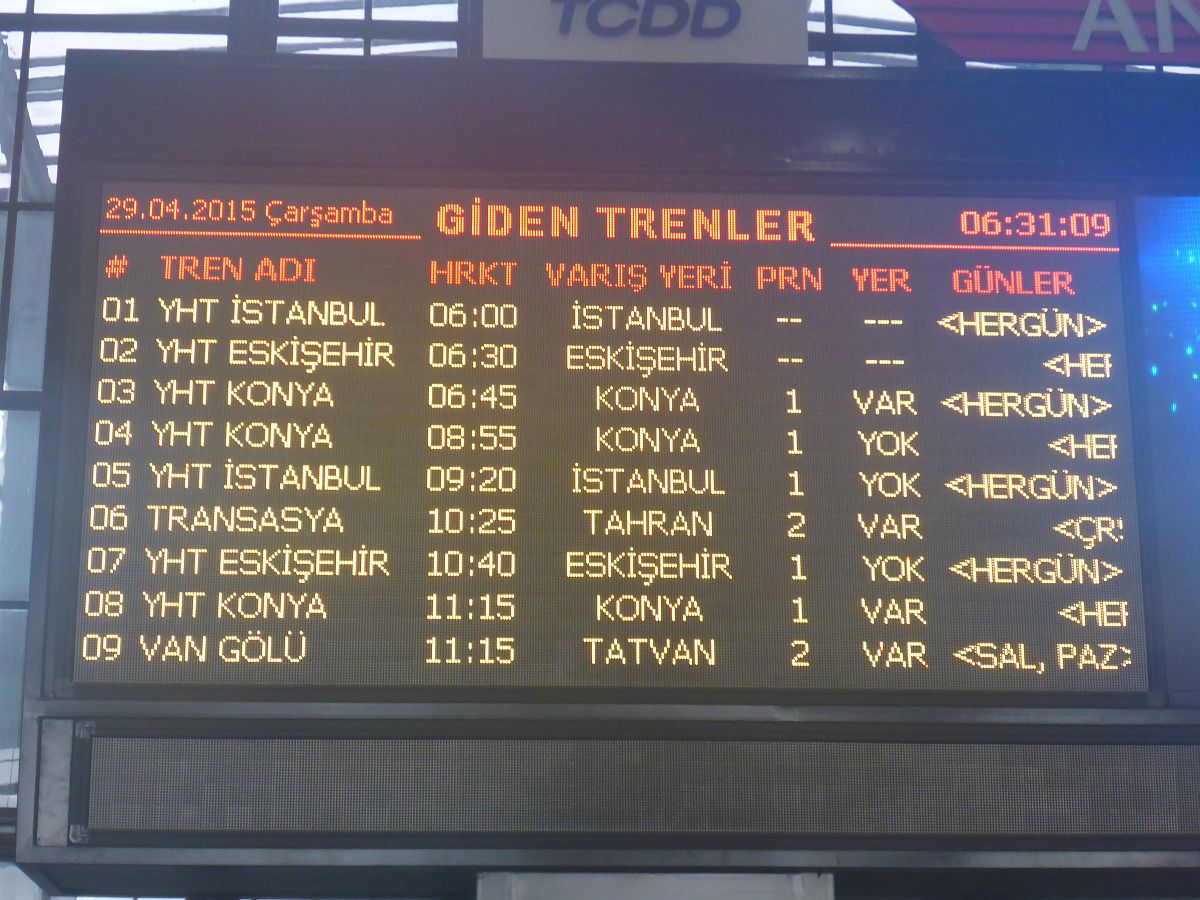 TCDD
AN
29.04.2015 Çarşamba GİDEN TRENLER 06:31:09
# TREN ADI HRKT VARIŞ YERİ PRN YER GÜNLER
01 YHT İSTANBUL 06:00 İSTANBUL -- --- <HERGÜN>
02 YHT ESKİŞEHİR 06:30 ESKİŞEHİR -- --- <HER
03 YHT KONYA 06:45 KONYA 1 VAR <HERGÜN>
04 YHT KONYA 08:55 KONYA 1 YOK <HER
05 YHT İSTANBUL 09:20 İSTANBUL 1 YOK <HERGÜN>
06 TRANSASYA 10:25 TAHRAN 2 VAR <ÇRŞ
07 YHT ESKİŞEHİR 10:40 ESKİŞEHİR 1 YOK <HERGÜN>
08 YHT KONYA 11:15 KONYA 1 VAR <HER
09 VAN GÖLÜ 11:15 TATVAN 2 VAR <SAL, PAZ>